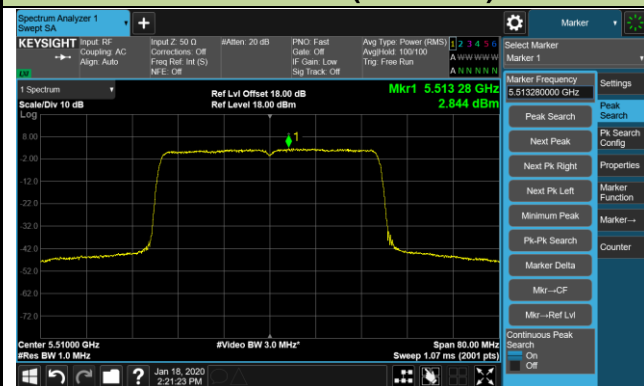 Spectrum Analyzer 1
Swept SA
+
Marker
KEYSIGHT
Input: RF
Coupling: AC
Align: Auto
Input Z: 50 Ω
Corrections: Off
Freq Ref: Int (S)
NFE: Off
#Atten: 20 dB
PNO: Fast
Gate: Off
IF Gain: Low
Sig Track: Off
Avg Type: Power (RMS)
Avg|Hold: 100/100
Trig: Free Run
1 2 3 4 5 6
A W W W W W
A N N N N N
LXI
Select Marker
Marker 1
1 Spectrum
Scale/Div 10 dB
Ref Lvl Offset 18.00 dB
Ref Level 18.00 dBm
Mkr1 5.513 28 GHz
2.844 dBm
Log
8.00
-2.00
-12.0
-22.0
-32.0
-42.0
-52.0
-62.0
-72.0
1
Center 5.51000 GHz
#Res BW 1.0 MHz
#Video BW 3.0 MHz*
Span 80.00 MHz
Sweep 1.07 ms (2001 pts)
Marker Frequency
5.513280000 GHz
Peak Search
Next Peak
Next Pk Right
Next Pk Left
Minimum Peak
Pk-Pk Search
Marker Delta
Mkr→CF
Mkr→Ref Lvl
Continuous Peak
Search
On
Off
Settings
Peak
Search
Pk Search
Config
Properties
Marker
Function
Marker→
Counter
?
Jan 18, 2020
2:21:23 PM